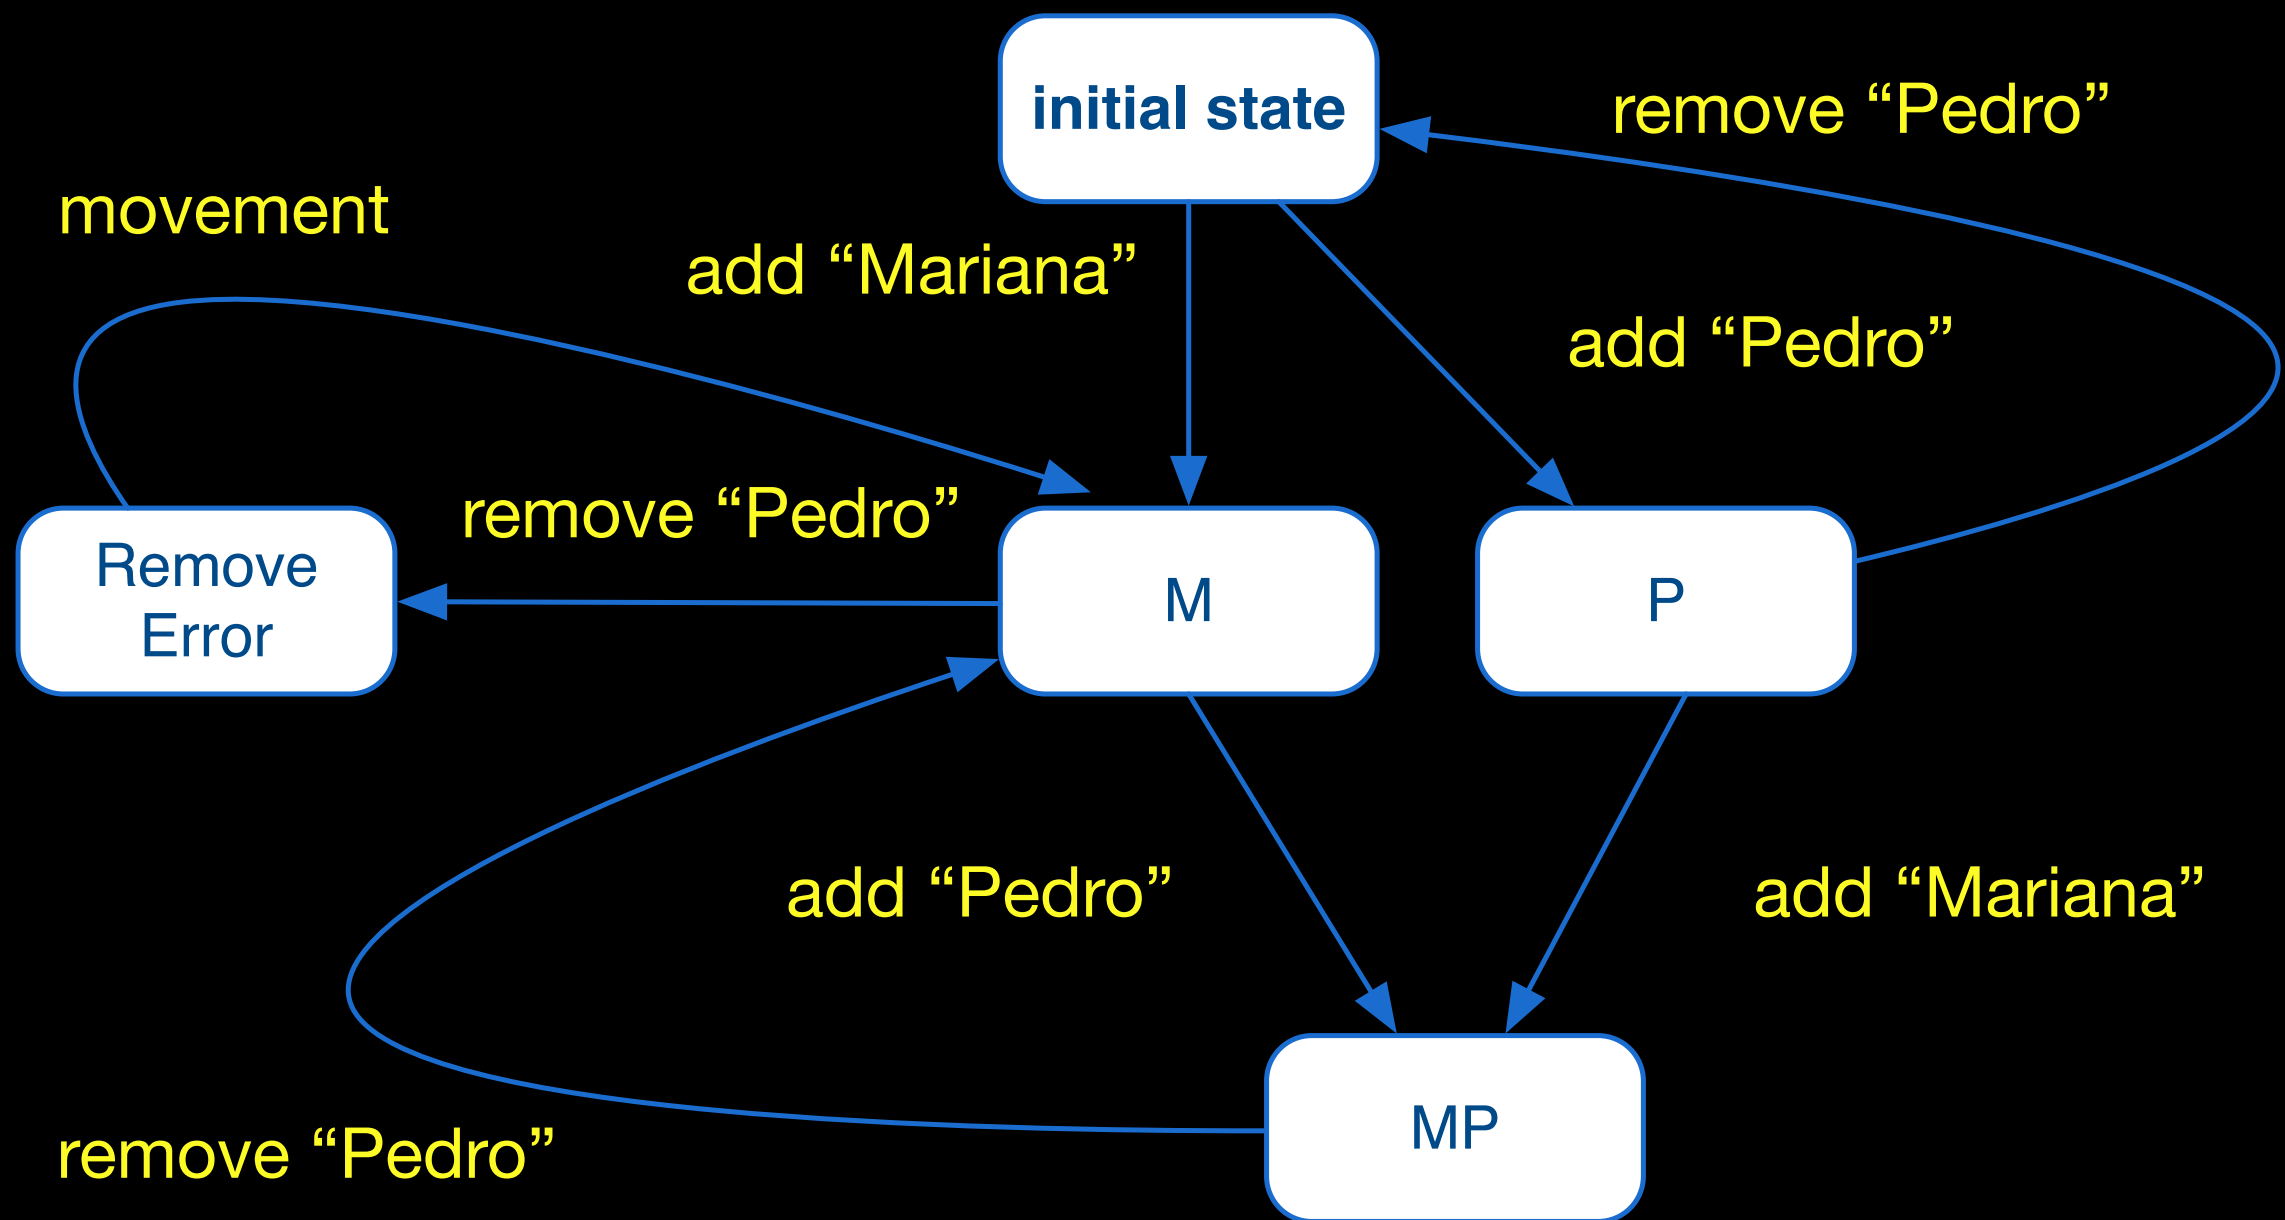 initial state
remove “Pedro”
movement
add “Mariana”
add “Pedro”
remove “Pedro”
Remove
Error
M
P
add “Pedro”
add “Mariana”
remove “Pedro”
MP